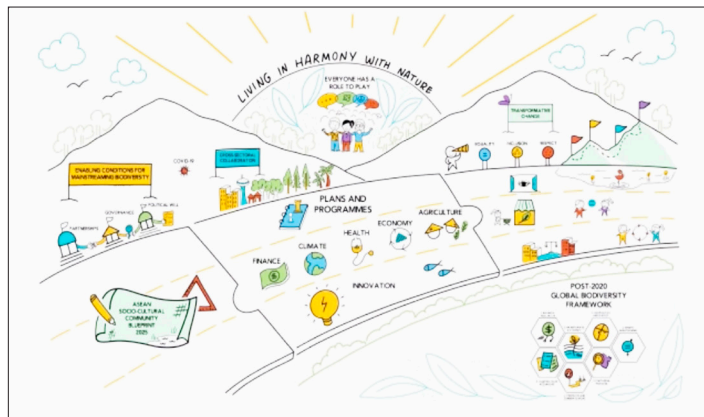 LIVING IN HARMONY WITH NATURE
EVERYONE HAS A
ROLE TO PLAY
TRANSFORMATIVE
CHANGE
ENABLING CONDITIONS FOR
MAINSTREAMING BIODIVERSITY
COVID-19
CROSS-SECTORAL
COLLABORATION
EQUALITY
INCLUSION
RESPECT
PARTNERSHIPS
GOVERNANCE
POLITICAL WILL
PLANS AND
PROGRAMMES
AGRICULTURE
ECONOMY
HEALTH
CLIMATE
FINANCE
INNOVATION
ASEAN
SOCIO-CULTURAL
COMMUNITY
BLUEPRINT
2025
POST-2020
GLOBAL BIODIVERSITY
FRAMEWORK